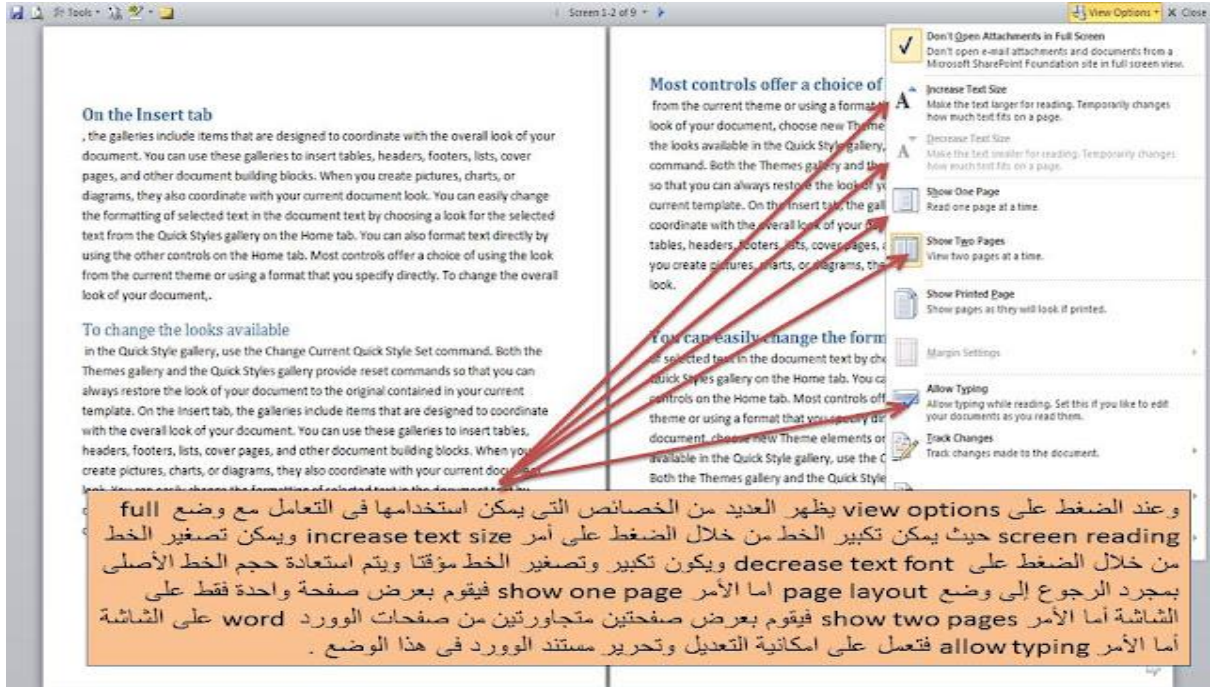 Tools
Screen 1-2 of 9
View Options
Close
On the Insert tab
, the galleries include items that are designed to coordinate with the overall look of your
document. You can use these galleries to insert tables, headers, footers, lists, cover
pages, and other document building blocks. When you create pictures, charts, or
diagrams, they also coordinate with your current document look. You can easily change
the formatting of selected text in the document text by choosing a look for the selected
text from the Quick Styles gallery on the Home tab. You can also format text directly by
using the other controls on the Home tab. Most controls offer a choice of using the look
from the current theme or using a format that you specify directly. To change the overall
look of your document,.
To change the looks available
in the Quick Style gallery, use the Change Current Quick Style Set command. Both the
Themes gallery and the Quick Styles gallery provide reset commands so that you can
always restore the look of your document to the original contained in your current
template. On the Insert tab, the galleries include items that are designed to coordinate
with the overall look of your document. You can use these galleries to insert tables,
headers, footers, lists, cover pages, and other document building blocks. When you
create pictures, charts, or diagrams, they also coordinate with your current document
look. You can easily change the formatting of selected text in the document text by
Most controls offer a choice of
from the current theme or using a format
look of your document, choose new Theme
the looks available in the Quick Style gallery,
command. Both the Themes gallery and the
so that you can always restore the look of
current template. On the Insert tab, the
coordinate with the overall look of your
tables, headers, footers, lists, cover pages,
you create pictures, charts, or diagrams,
look.
You can easily change the form
of selected text in the document text by
Quick Styles gallery on the Home tab. You
controls on the Home tab. Most controls
theme or using a format that you specify
document, choose new Theme elements
available in the Quick Style gallery, use the
Both the Themes gallery and the Quick Style
Don't Open Attachments in Full Screen
Don't open e-mail attachments and documents from a
Microsoft SharePoint Foundation site in full screen view.
Increase Text Size
Make the text larger for reading. Temporarily changes
how much text fits on a page.
Decrease Text Size
Make the text smaller for reading. Temporarily changes
how much text fits on a page.
Show One Page
Read one page at a time.
Show Two Pages
View two pages at a time.
Show Printed Page
Show pages as they will look if printed.
Margin Settings
Allow Typing
Allow typing while reading. Set this if you like to edit
your documents as you read them.
Track Changes
Track changes made to the document.
وعند الضغط على view options يظهر العديد من الخصائص التى يمكن استخدامها فى التعامل مع وضع full
screen reading حيث يمكن تكبير الخط من خلال الضغط على أمر increase text size ويمكن تصغير الخط
من خلال الضغط على decrease text font ويكون تكبير وتصغير الخط مؤقتا ويتم استعادة حجم الخط الأصلى
بمجرد الرجوع إلى وضع page layout اما الأمر show one page فيقوم بعرض صفحة واحدة فقط على
الشاشة أما الأمر show two pages فيقوم بعرض صفحتين متجاورتين من صفحات الوورد word على الشاشة
أما الأمر allow typing فتعمل على امكانية التعديل وتحرير مستند الوورد فى هذا الوضع .